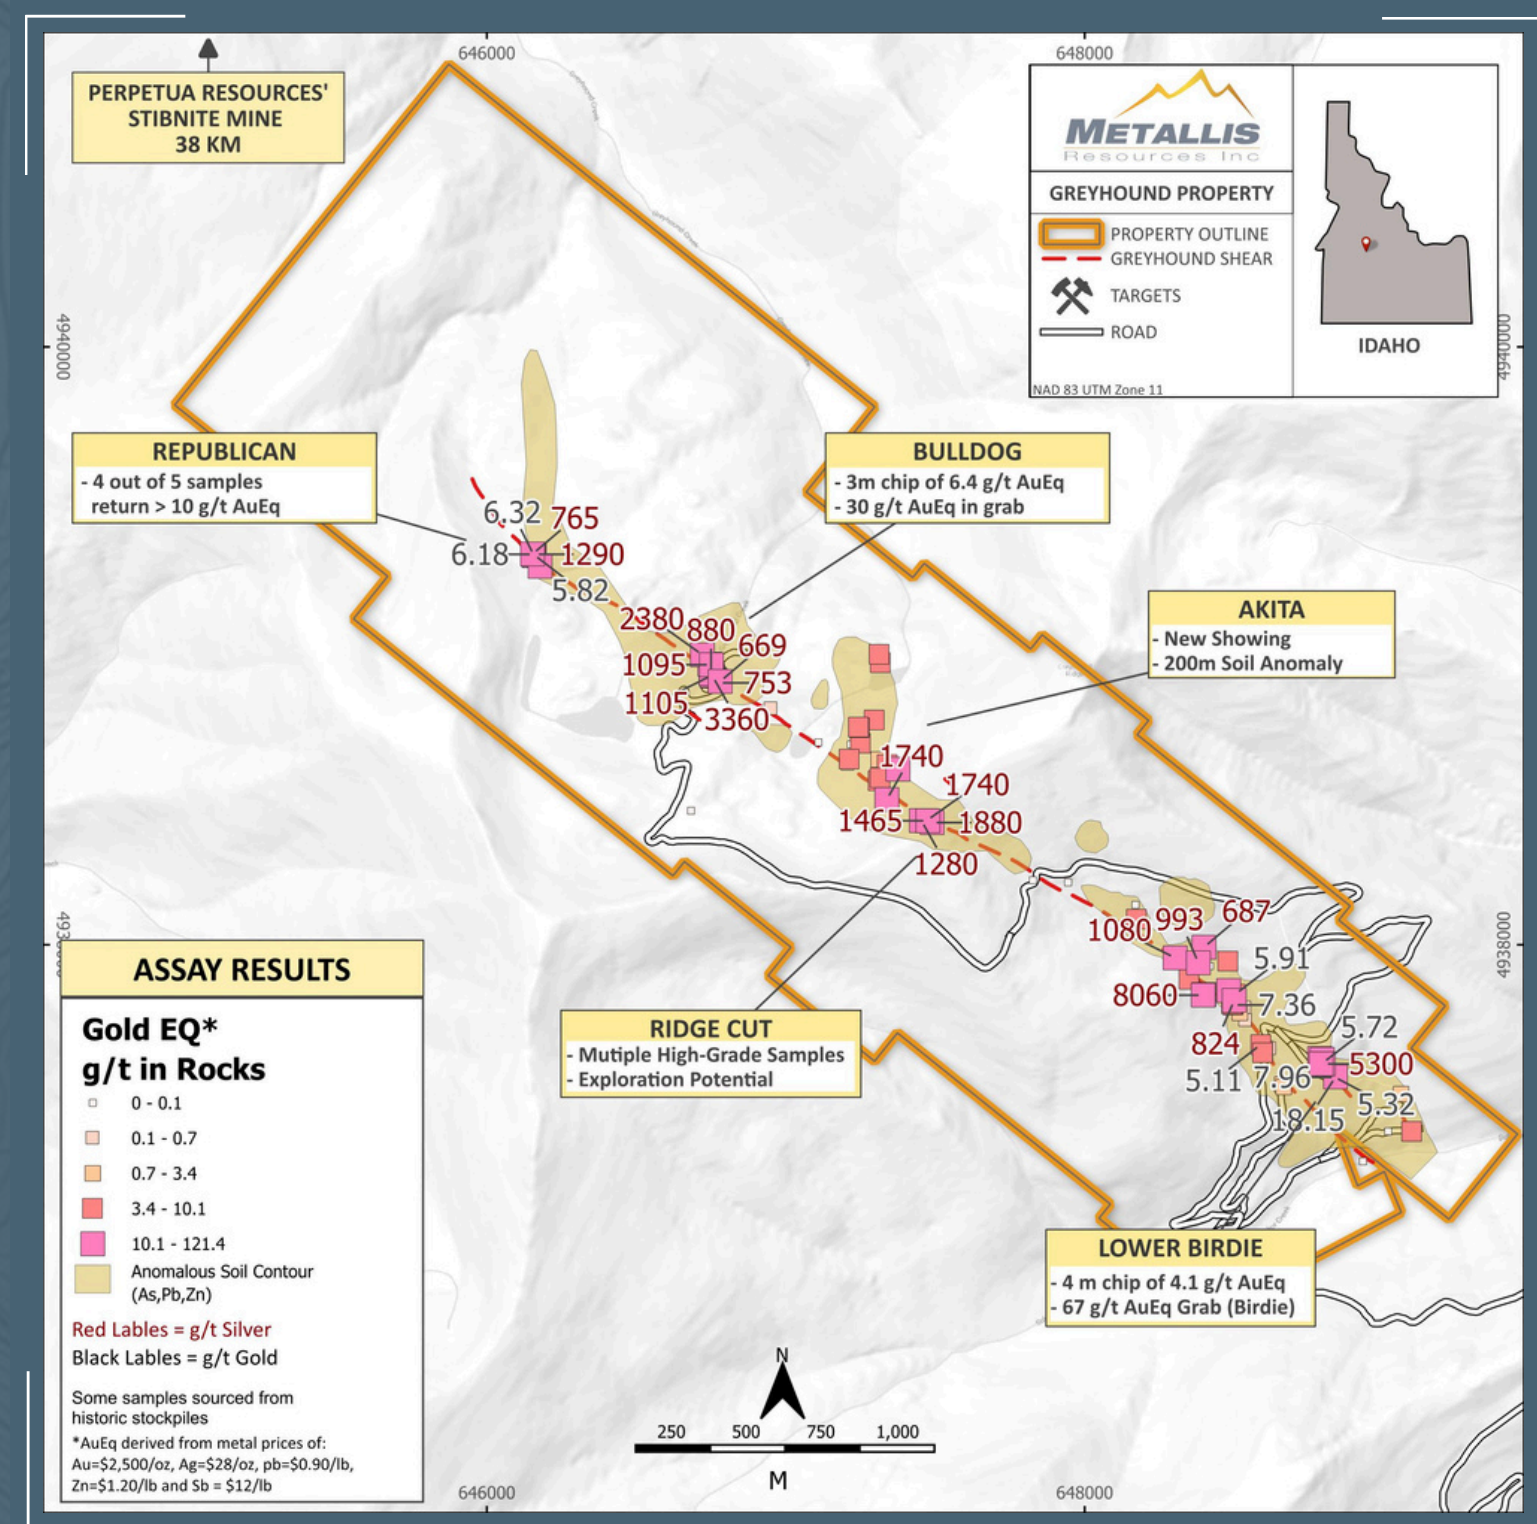 646000
648000
PERPETUA RESOURCES'
STIBNITE MINE
38 KM
METALLIS
Resources Inc
GREYHOUND PROPERTY
PROPERTY OUTLINE
GREYHOUND SHEAR
TARGETS
ROAD
NAD 83 UTM Zone 11
IDAHO
4940000
Greyhound Creek
Greyhound Creek
REPUBLICAN
- 4 out of 5 samples
return > 10 g/t AuEq
BULLDOG
- 3m chip of 6.4 g/t AuEq
- 30 g/t AuEq in grab
6.32
765
6.18
1290
5.82
AKITA
- New Showing
- 200m Soil Anomaly
2380
880
669
1095
753
1105
3360
1740
1740
1465
1880
1280
1080
993
687
5.91
8060
7.36
824
5.72
5300
5.11
7.96
5.32
18.15
4938000
RIDGE CUT
- Mutiple High-Grade Samples
- Exploration Potential
LOWER BIRDIE
- 4 m chip of 4.1 g/t AuEq
- 67 g/t AuEq Grab (Birdie)
ASSAY RESULTS
Gold EQ*
g/t in Rocks
0 - 0.1
0.1 - 0.7
0.7 - 3.4
3.4 - 10.1
10.1 - 121.4
Anomalous Soil Contour
(As,Pb,Zn)
Red Lables = g/t Silver
Black Lables = g/t Gold
Some samples sourced from
historic stockpiles
*AuEq derived from metal prices of:
Au=$2,500/oz, Ag=$28/oz, pb=$0.90/lb,
Zn=$1.20/lb and Sb = $12/lb
N
250 500 750 1,000
M
646000
648000